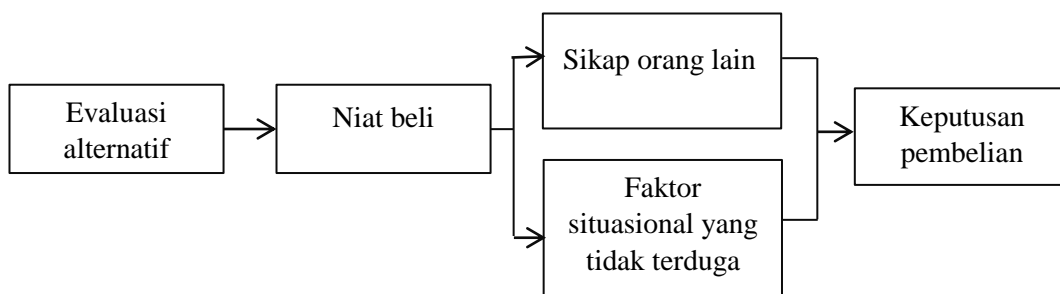 Evaluasi
alternatif
Niat beli
Sikap orang lain
Faktor
situasional yang
tidak terduga
Keputusan
pembelian